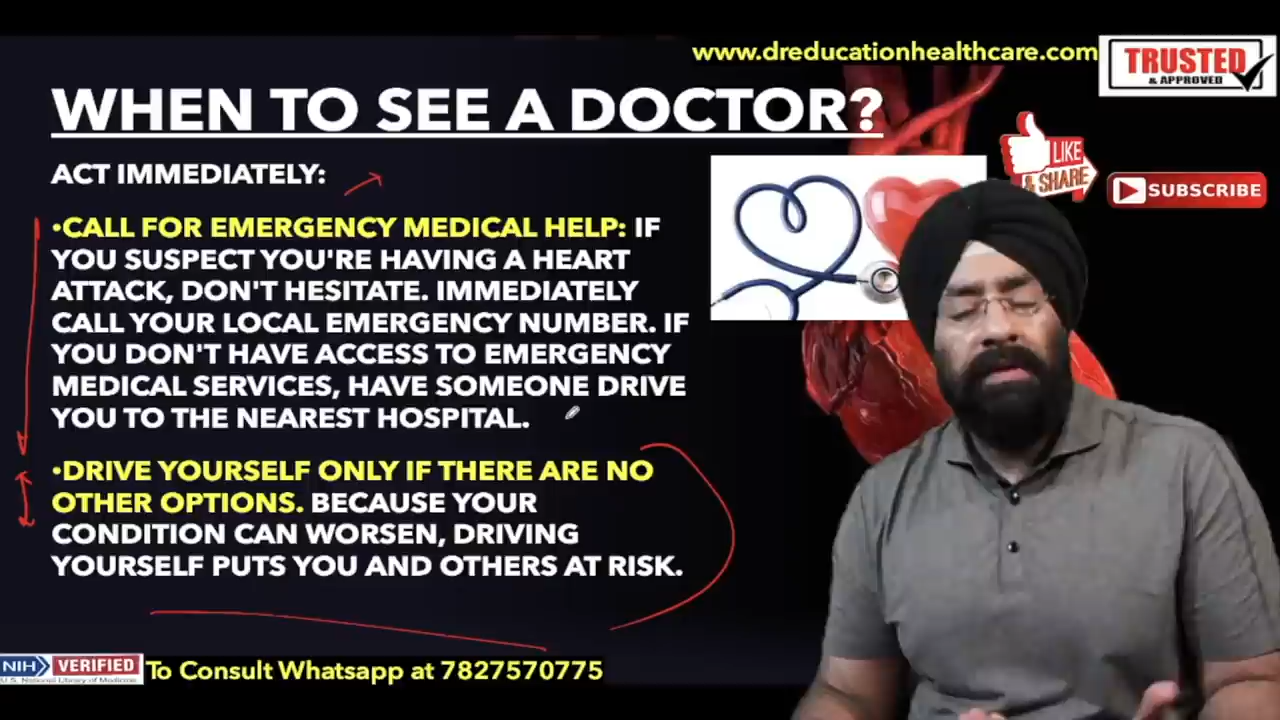 www.dreducationhealthcare.com
TRUSTED
& APPROVED
WHEN TO SEE A DOCTOR?
LIKE
& SHARE
SUBSCRIBE
ACT IMMEDIATELY:
•CALL FOR EMERGENCY MEDICAL HELP: IF
YOU SUSPECT YOU'RE HAVING A HEART
ATTACK, DON'T HESITATE. IMMEDIATELY
CALL YOUR LOCAL EMERGENCY NUMBER. IF
YOU DON'T HAVE ACCESS TO EMERGENCY
MEDICAL SERVICES, HAVE SOMEONE DRIVE
YOU TO THE NEAREST HOSPITAL.
•DRIVE YOURSELF ONLY IF THERE ARE NO
OTHER OPTIONS. BECAUSE YOUR
CONDITION CAN WORSEN, DRIVING
YOURSELF PUTS YOU AND OTHERS AT RISK.
NIH VERIFIED
U.S. National Library of Medicine
To Consult Whatsapp at 7827570775